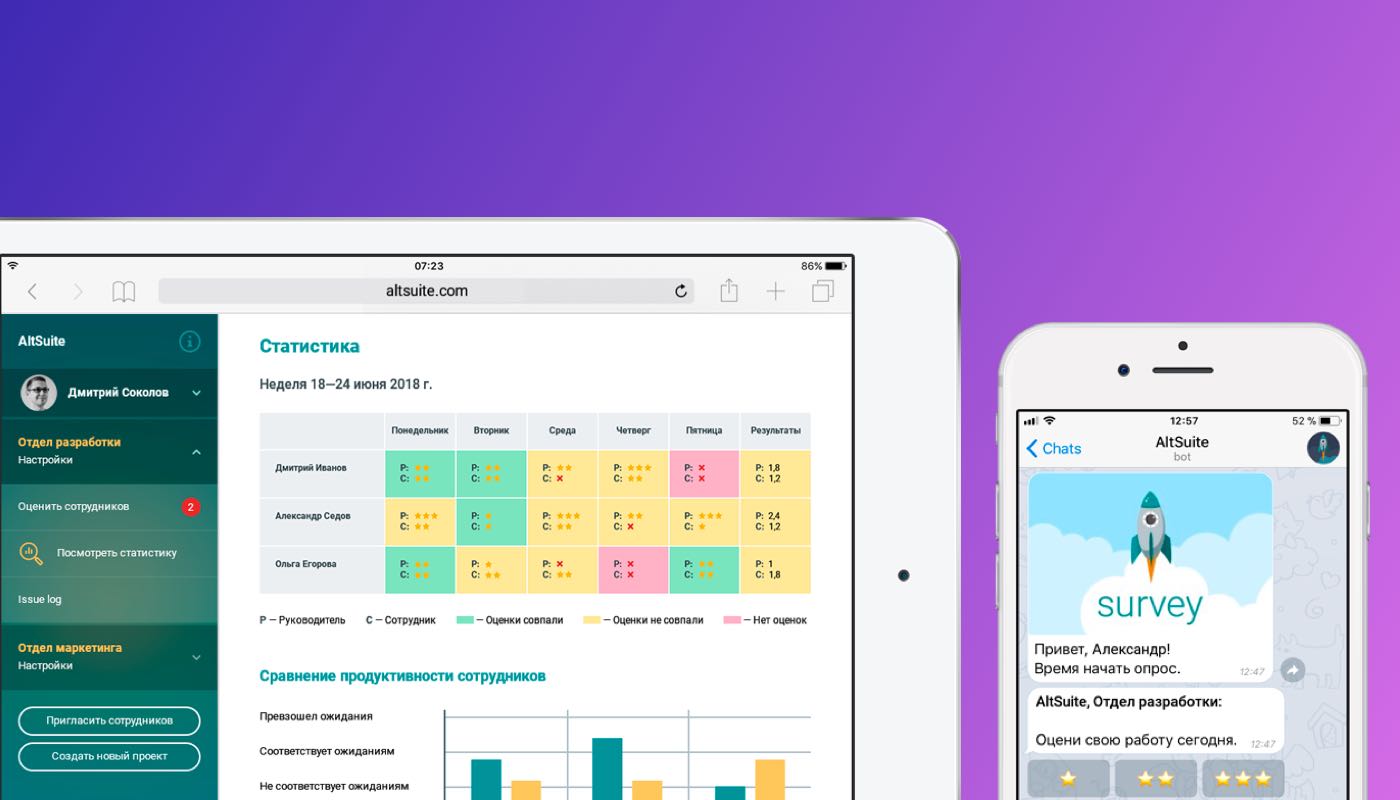 07:23
86%
altsuite.com
AltSuite
Дмитрий Соколов
Отдел разработки
Настройки
Оценить сотрудников
2
Посмотреть статистику
Issue log
Отдел маркетинга
Настройки
Пригласить сотрудников
Создать новый проект
Статистика
Неделя 18—24 июня 2018 г.
Понедельник Вторник Среда Четверг Пятница Результаты
Дмитрий Иванов
Р: ★★ Р: ★★ Р: ★★ Р: ★★★ Р: × Р: 1,8
С: ★★ С: ★★ С: × С: ★★ С: × С: 1,2
Александр Седов
Р: ★★★ Р: ★ Р: ★★★ Р: ★★ Р: ★★★ Р: 2,4
С: ★★ С: ★ С: ★★ С: × С: ★ С: 1,2
Ольга Егорова
Р: ★★ Р: ★ Р: × Р: × Р: ★★ Р: 1
С: ★★ С: ★★ С: ★★ С: × С: ★★ С: 1,8
Р — Руководитель С — Сотрудник — Оценки совпали — Оценки не совпали — Нет оценок
Сравнение продуктивности сотрудников
Превзошел ожидания
Соответствует ожиданиям
Не соответствует ожиданиям
12:57
52 %
Chats
AltSuite
bot
survey
Привет, Александр!
Время начать опрос.
12:47
AltSuite, Отдел разработки:
Оцени свою работу сегодня.
12:47